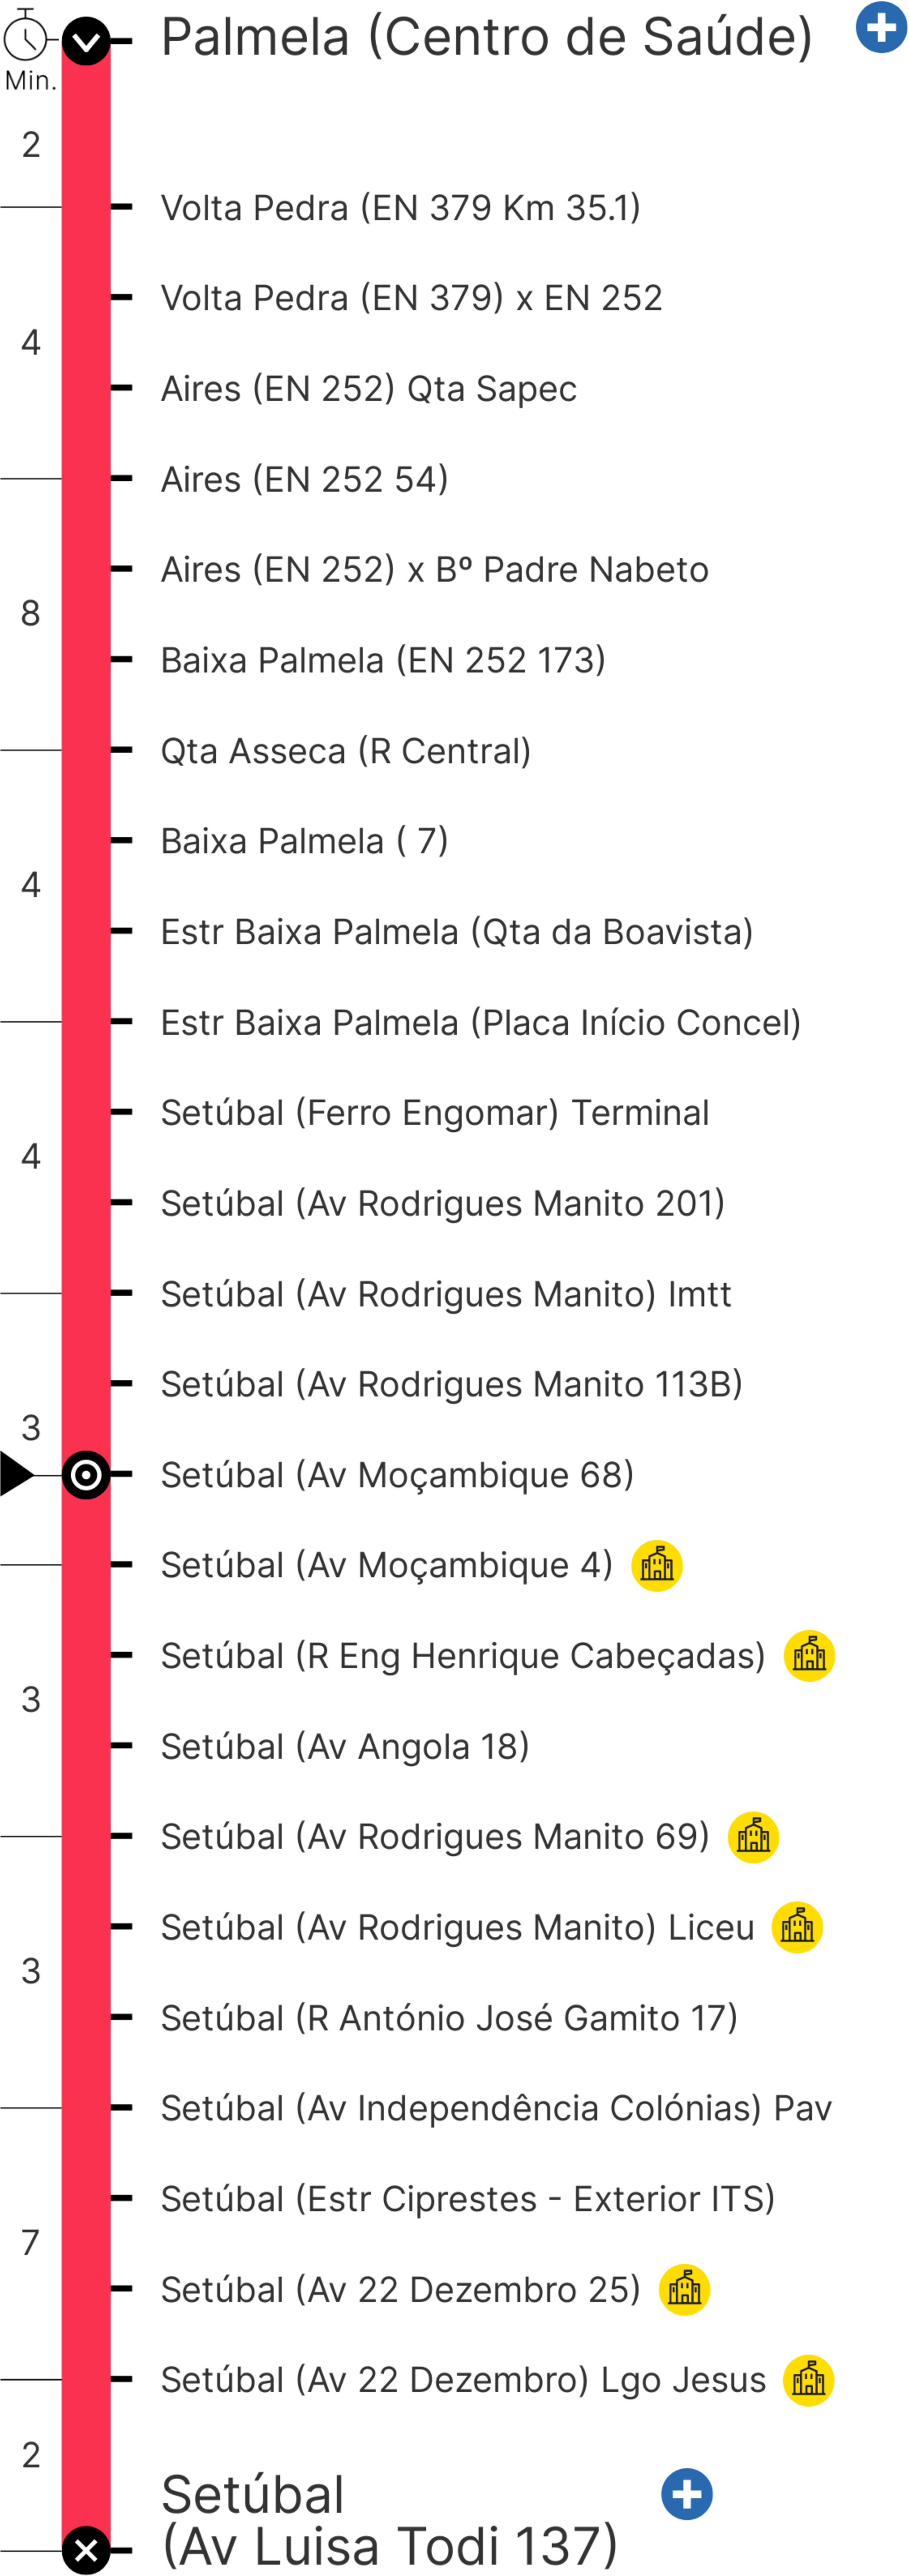 Palmela (Centro de Saúde)
Min.
2
Volta Pedra (EN 379 Km 35.1)
Volta Pedra (EN 379) x EN 252
4
Aires (EN 252) Qta Sapec
Aires (EN 252 54)
Aires (EN 252) x Bº Padre Nabeto
8
Baixa Palmela (EN 252 173)
Qta Asseca (R Central)
Baixa Palmela ( 7)
4
Estr Baixa Palmela (Qta da Boavista)
Estr Baixa Palmela (Placa Início Concel)
Setúbal (Ferro Engomar) Terminal
4
Setúbal (Av Rodrigues Manito 201)
Setúbal (Av Rodrigues Manito) Imtt
Setúbal (Av Rodrigues Manito 113B)
3
Setúbal (Av Moçambique 68)
Setúbal (Av Moçambique 4)
Setúbal (R Eng Henrique Cabeçadas)
3
Setúbal (Av Angola 18)
Setúbal (Av Rodrigues Manito 69)
Setúbal (Av Rodrigues Manito) Liceu
3
Setúbal (R António José Gamito 17)
Setúbal (Av Independência Colónias) Pav
Setúbal (Estr Ciprestes - Exterior ITS)
7
Setúbal (Av 22 Dezembro 25)
Setúbal (Av 22 Dezembro) Lgo Jesus
2
Setúbal
(Av Luisa Todi 137)